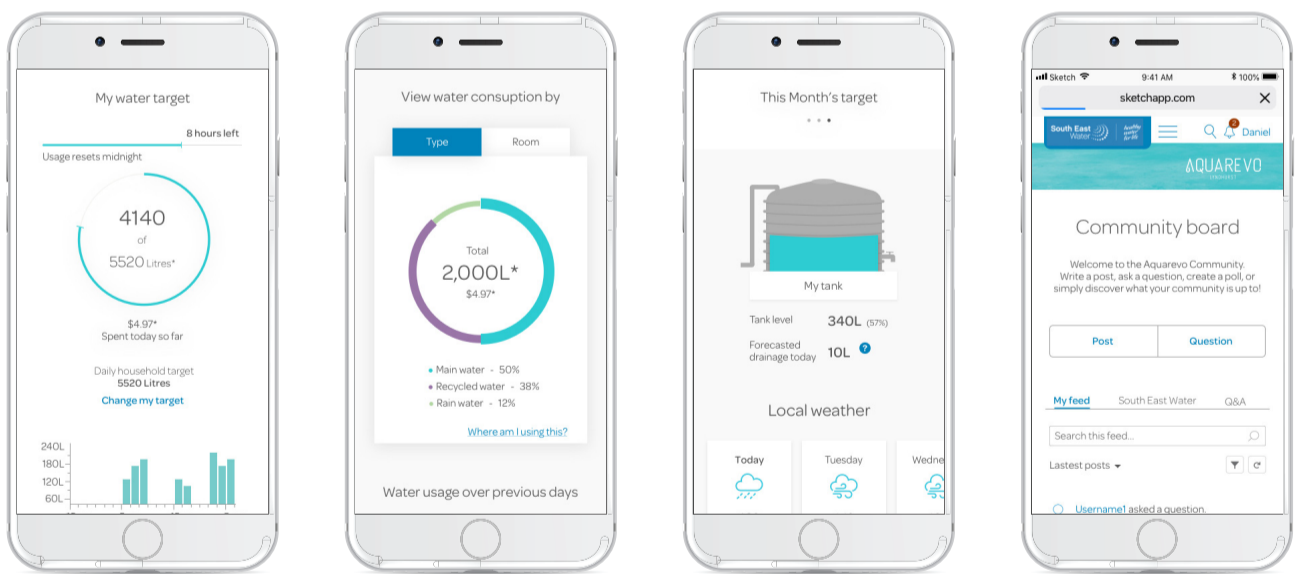 My water target
8 hours left
Usage resets midnight
4140
of
5520 Litres*
$4.97*
Spent today so far
Daily household target
5520 Litres
Change my target
240L
180L
120L
60L
View water consuption by
Type
Room
Total
2,000L*
$4.97*
Main water - 50%
Recycled water - 38%
Rain water - 12%
Where am I using this?
Water usage over previous days
This Month's target
My tank
Tank level 340L (57%)
Forecasted
drainage today 10L ?
Local weather
Today
Tuesday
Wedne
Sketch 9:41 AM 100%
sketchapp.com
South East
Water
healthy
water
for life
2
Daniel
AQUAREVO
Community board
Welcome to the Aquarevo Community.
Write a post, ask a question, create a poll, or
simply discover what your community is up to!
Post
Question
My feed
South East Water
Q&A
Search this feed...
Lastest posts
Username1 asked a question.